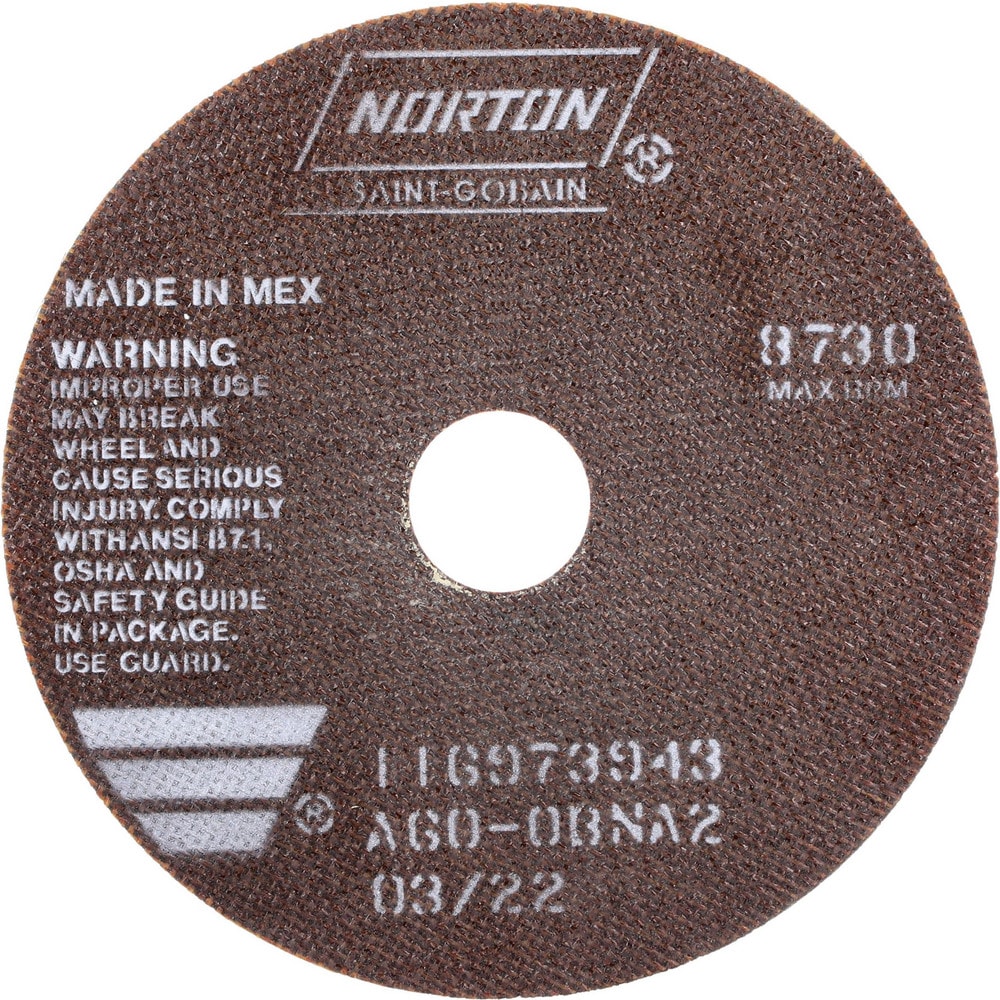 NORTON
®
SAINT-GOBAIN
MADE IN MEX
8730
MAX RPM
WARNING
IMPROPER USE
MAY BREAK
WHEEL AND
CAUSE SERIOUS
INJURY. COMPLY
WITH ANSI B7.1,
OSHA AND
SAFETY GUIDE
IN PACKAGE.
USE GUARD.
®
116973943
A60-OBNA2
03/22